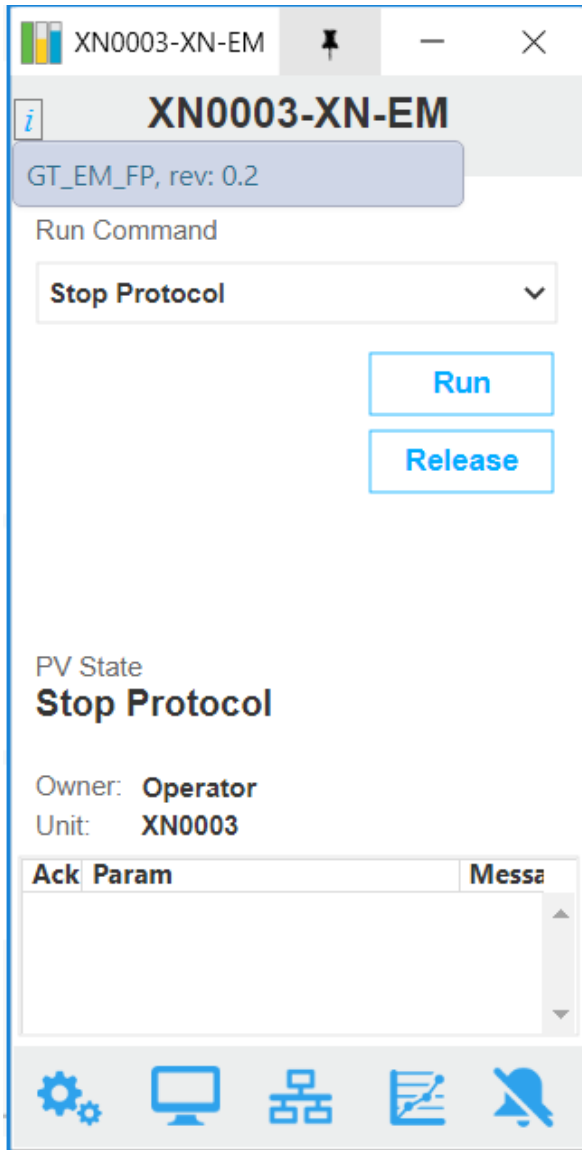 XN0003-XN-EM
i XN0003-XN-EM
GT_EM_FP, rev: 0.2
Run Command
Stop Protocol
Run
Release
PV State
Stop Protocol
Owner: Operator
Unit: XN0003
Ack Param Messa